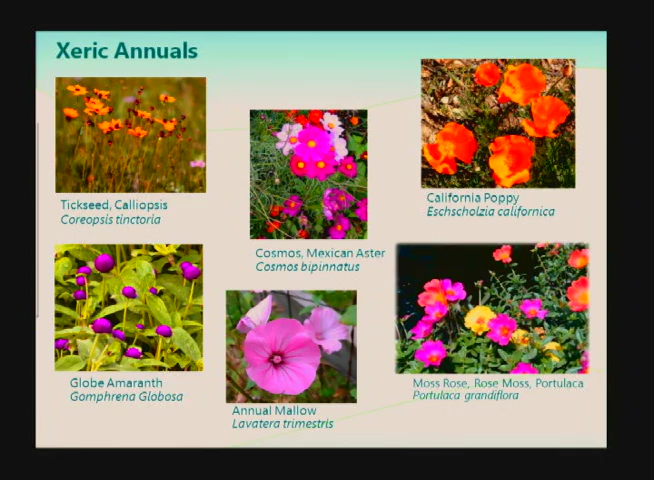 Xeric Annuals
Tickseed, Calliopsis
Coreopsis tinctoria
Cosmos, Mexican Aster
Cosmos bipinnatus
California Poppy
Eschscholzia californica
Globe Amaranth
Gomphrena Globosa
Annual Mallow
Lavatera trimestris
Moss Rose, Rose Moss, Portulaca
Portulaca grandiflora